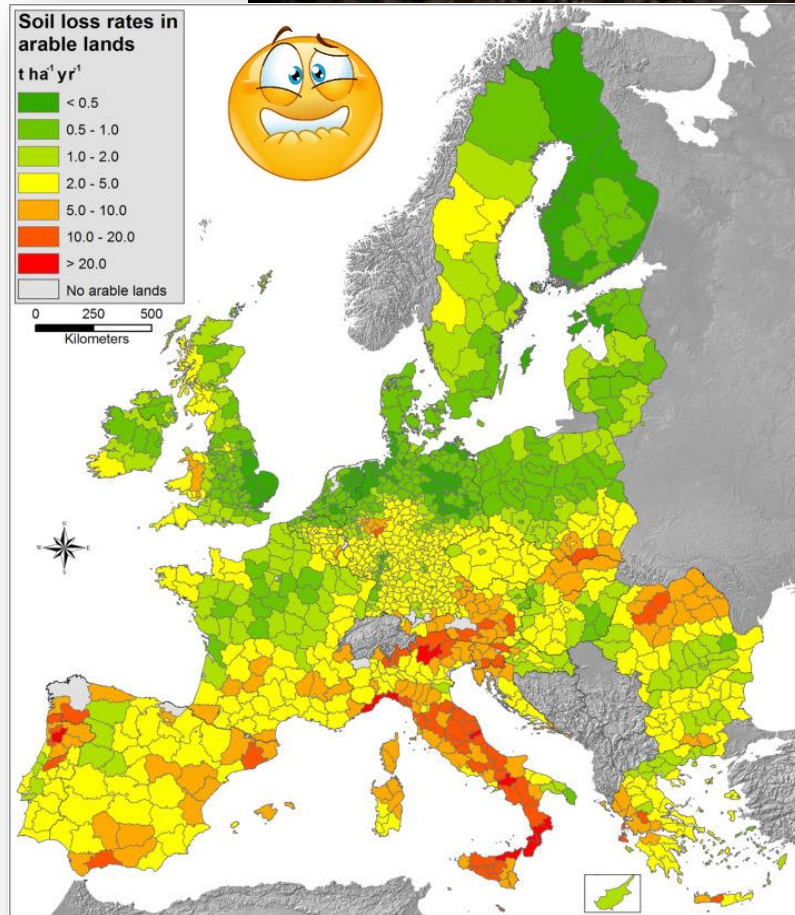 Soil loss rates in
arable lands
t ha⁻¹ yr⁻¹
< 0.5
0.5 - 1.0
1.0 - 2.0
2.0 - 5.0
5.0 - 10.0
10.0 - 20.0
> 20.0
No arable lands
0 250 500
Kilometers
N
W E
S